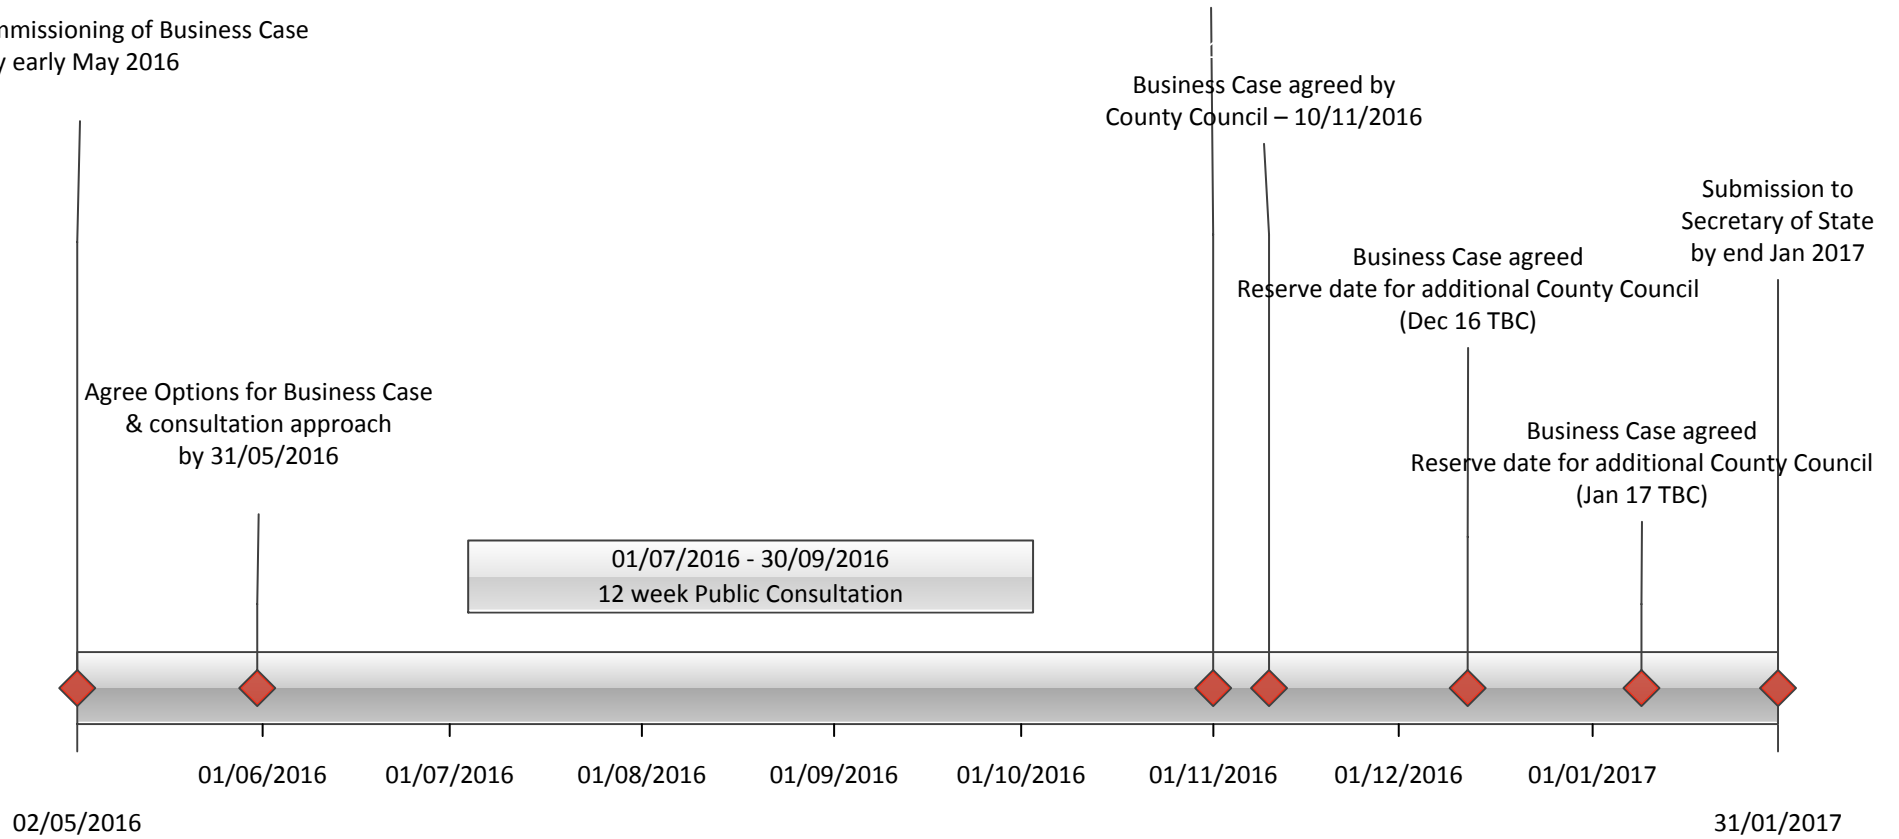 mmissioning of Business Case
y early May 2016
Business Case agreed by
County Council – 10/11/2016
Submission to
Secretary of State
by end Jan 2017
Business Case agreed
Reserve date for additional County Council
(Dec 16 TBC)
Agree Options for Business Case
& consultation approach
by 31/05/2016
Business Case agreed
Reserve date for additional County Council
(Jan 17 TBC)
01/07/2016 - 30/09/2016
12 week Public Consultation
01/06/2016 01/07/2016 01/08/2016 01/09/2016 01/10/2016 01/11/2016 01/12/2016 01/01/2017
02/05/2016 31/01/2017